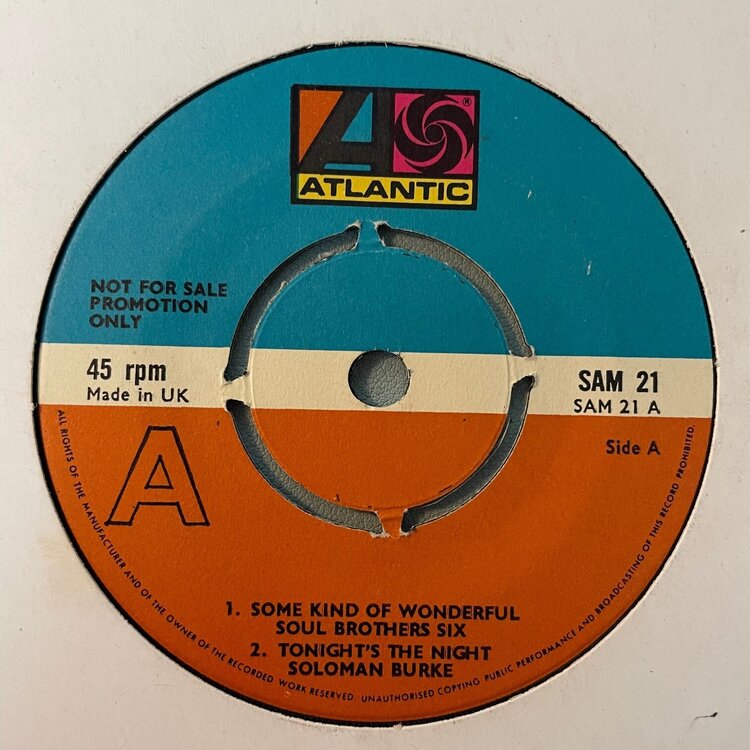 ATLANTIC
®
NOT FOR SALE
PROMOTION
ONLY
45 rpm
Made in UK
SAM 21
SAM 21 A
Side A
A
1. SOME KIND OF WONDERFUL
SOUL BROTHERS SIX
2. TONIGHT'S THE NIGHT
SOLOMAN BURKE
ALL RIGHTS OF THE MANUFACTURER AND OF THE OWNER OF THE RECORDED WORK RESERVED. UNAUTHORISED COPYING PUBLIC PERFORMANCE AND BROADCASTING OF THIS RECORD PROHIBITED.